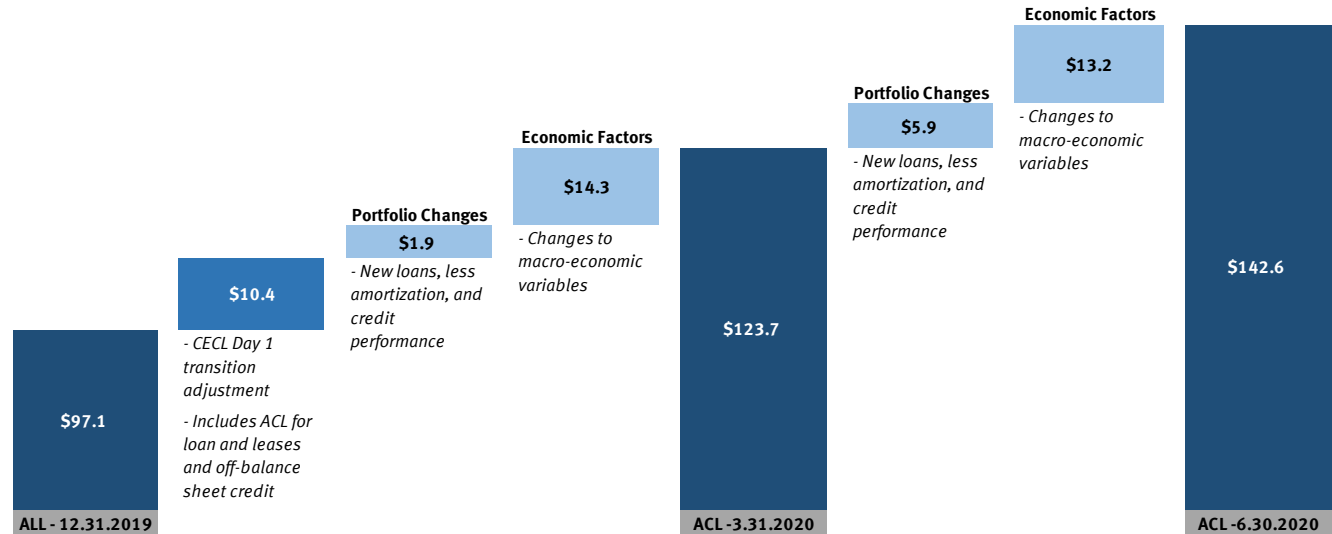 $97.1
ALL - 12.31.2019
$10.4
- CECL Day 1
transition
adjustment
- Includes ACL for
loan and leases
and off-balance
sheet credit
Portfolio Changes
$1.9
- New loans, less
amortization, and
credit
performance
Economic Factors
$14.3
- Changes to
macro-economic
variables
$123.7
ACL -3.31.2020
Portfolio Changes
$5.9
- New loans, less
amortization, and
credit
performance
Economic Factors
$13.2
- Changes to
macro-economic
variables
$142.6
ACL -6.30.2020